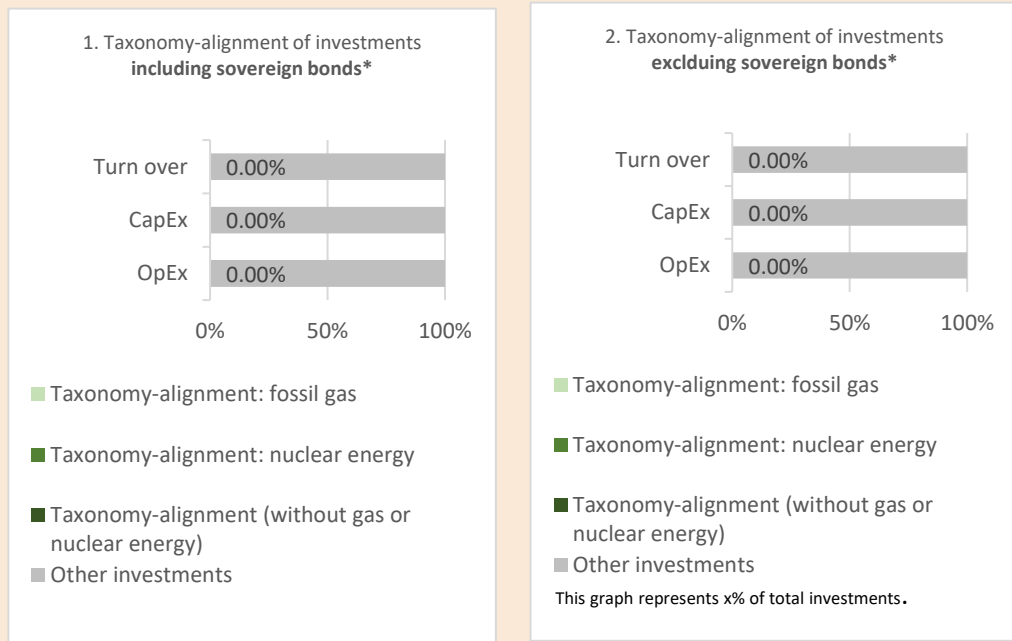 1. Taxonomy-alignment of investments
including sovereign bonds*
Turn over
0.00%
CapEx
0.00%
OpEx
0.00%
0%
50%
100%
Taxonomy-alignment: fossil gas
Taxonomy-alignment: nuclear energy
Taxonomy-alignment (without gas or
nuclear energy)
Other investments
2. Taxonomy-alignment of investments
exclduing sovereign bonds*
Turn over
0.00%
CapEx
0.00%
OpEx
0.00%
0%
50%
100%
Taxonomy-alignment: fossil gas
Taxonomy-alignment: nuclear energy
Taxonomy-alignment (without gas or
nuclear energy)
Other investments
This graph represents x% of total investments.